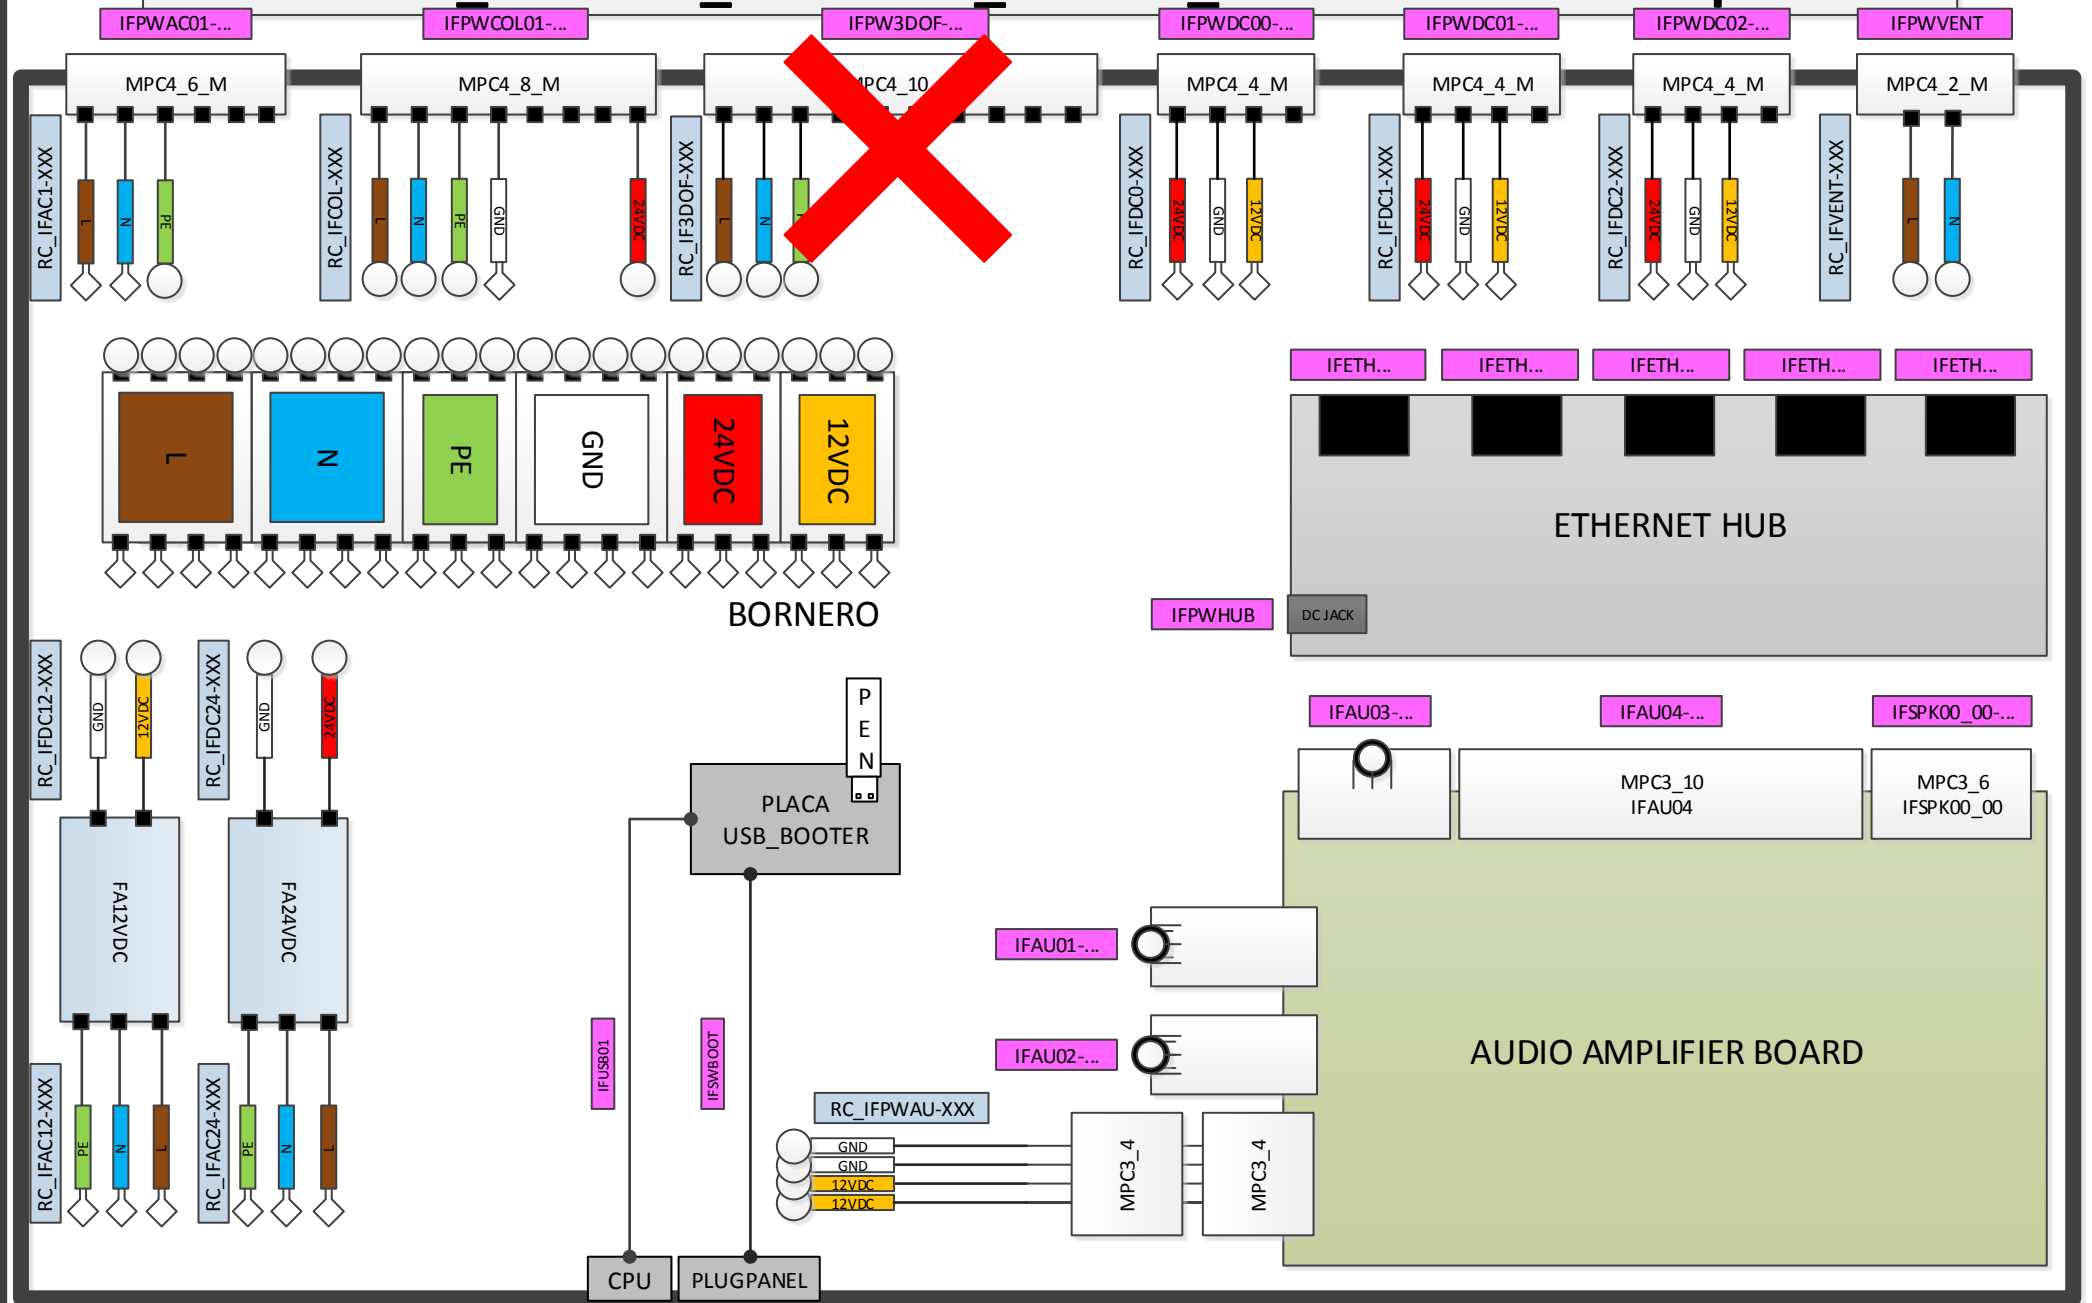 IFPWAC01-...
IFPWCOL01-...
IFPW3DOF-...
IFPWDC00-...
IFPWDC01-...
IFPWDC02-...
IFPWVENT
MPC4_6_M
MPC4_8_M
MPC4_4_M
MPC4_4_M
MPC4_4_M
MPC4_2_M
RC_IFAC1-XXX
L
N
PE
RC_IFCOL-XXX
L
N
PE
GND
24VDC
RC_IF3DOF-XXX
L
N
RC_IFDC0-XXX
24VDC
GND
12VDC
RC_IFDC1-XXX
24VDC
GND
12VDC
RC_IFDC2-XXX
24VDC
GND
12VDC
RC_IFVENT-XXX
L
N
L
N
PE
GND
24VDC
12VDC
BORNERO
IFETH...
IFETH...
IFETH...
IFETH...
IFETH...
ETHERNET HUB
IFPWHUB
DC JACK
RC_IFDC12-XXX
GND
12VDC
RC_IFDC24-XXX
GND
24VDC
FA12VDC
FA24VDC
RC_IFAC12-XXX
PE
N
L
RC_IFAC24-XXX
PE
N
L
PEN
PLACA
USB_BOOTER
IFUSB01
IFSWBOOT
CPU
PLUGPANEL
IFAU03-...
IFAU04-...
IFSPK00_00-...
MPC3_10
IFAU04
MPC3_6
IFSPK00_00
IFAU01-...
IFAU02-...
AUDIO AMPLIFIER BOARD
RC_IFPWAU-XXX
GND
GND
12VDC
12VDC
MPC3_4
MPC3_4